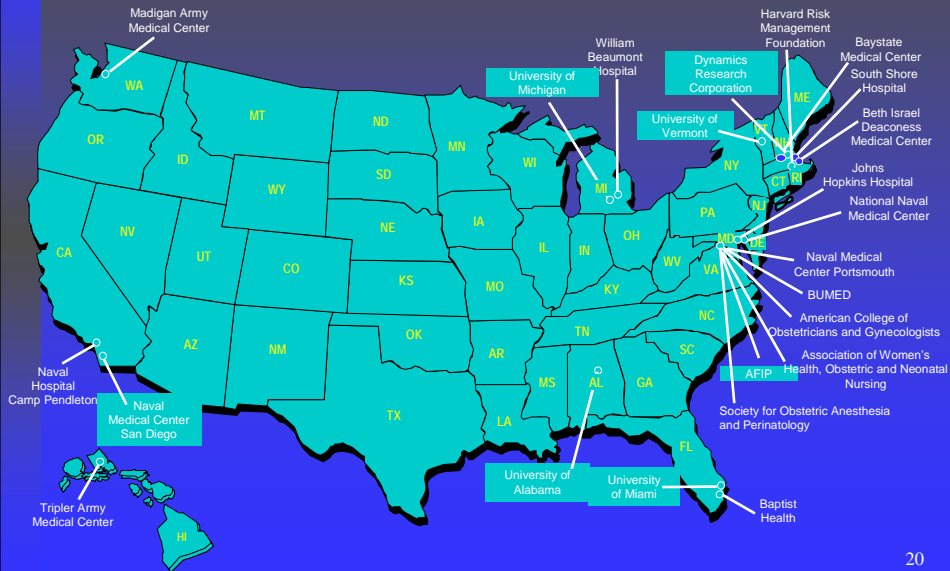 Madigan Army
Medical Center
William
Beaumont
Hospital
Harvard Risk
Management
Foundation
Baystate
Medical Center
South Shore
Hospital
Beth Israel
Deaconess
Medical Center
University of
Michigan
Dynamics
Research
Corporation
University of
Vermont
Johns
Hopkins Hospital
National Naval
Medical Center
Naval Medical
Center Portsmouth
BUMED
American College of
Obstetricians and Gynecologists
Association of Women's
Health, Obstetric and Neonatal
Nursing
AFIP
Society for Obstetric Anesthesia
and Perinatology
Naval
Hospital
Camp Pendleton
Naval
Medical Center
San Diego
Tripler Army
Medical Center
University of
Alabama
University
of Miami
Baptist
Health
WA
MT
ND
MN
ME
VT
NH
OR
ID
SD
WI
MI
NY
CT
RI
WY
IA
PA
NJ
NV
NE
IL
IN
OH
MD
DE
CA
UT
CO
KS
MO
WV
VA
KY
AZ
NM
OK
AR
TN
NC
SC
MS
AL
GA
TX
LA
FL
HI
20